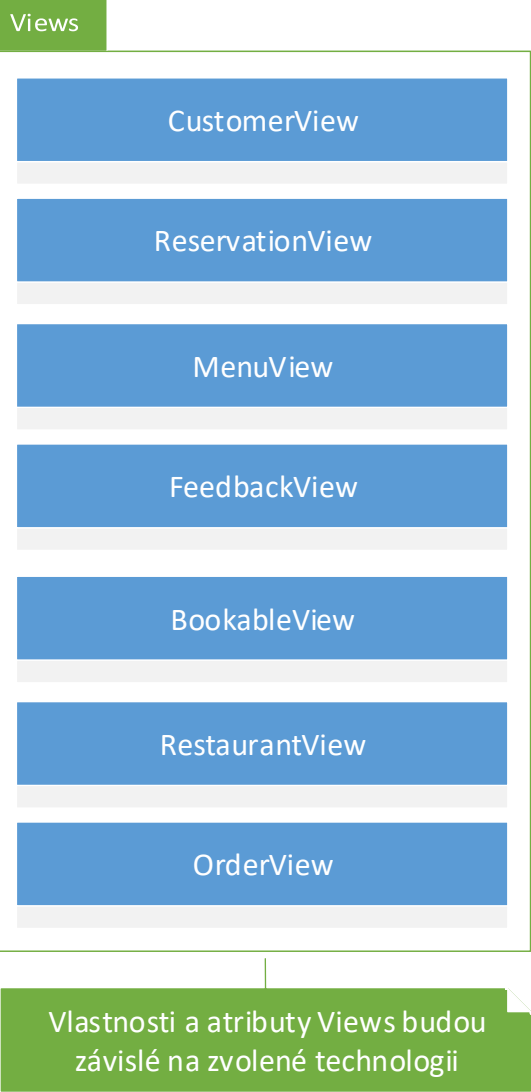 Views
CustomerView
ReservationView
MenuView
FeedbackView
BookableView
RestaurantView
OrderView
Vlastnosti a atributy Views budou
závislé na zvolené technologii